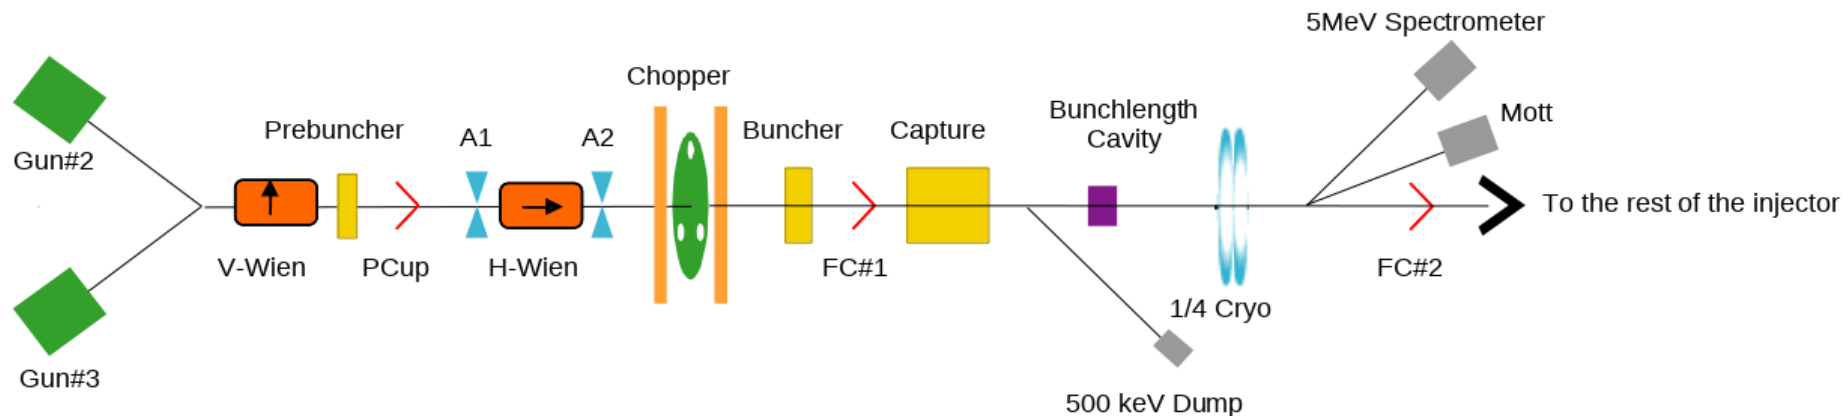 5MeV Spectrometer
Chopper
Bunchlength
Cavity
Mott
Prebuncher
A1
A2
Buncher
Capture
Gun#2
To the rest of the injector
V-Wien
PCup
H-Wien
FC#1
FC#2
1/4 Cryo
Gun#3
500 keV Dump